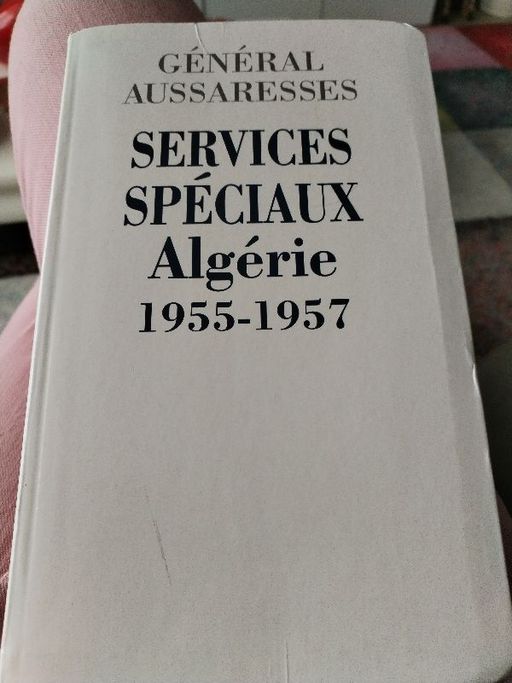 GÉNÉRAL
AUSSARESSES
SERVICES
SPÉCIAUX
Algérie
1955-1957